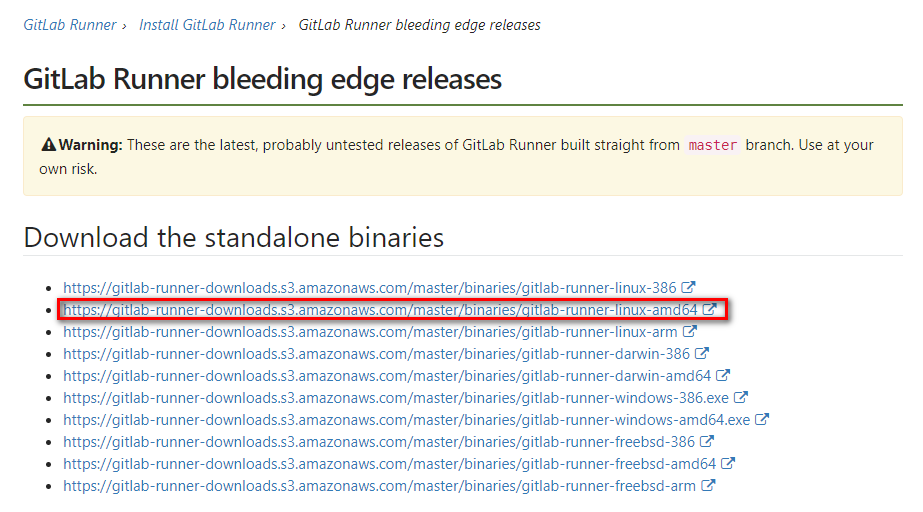 GitLab Runner › Install GitLab Runner › GitLab Runner bleeding edge releases
GitLab Runner bleeding edge releases
Warning: These are the latest, probably untested releases of GitLab Runner built straight from master branch. Use at your
own risk.
Download the standalone binaries
https://gitlab-runner-downloads.s3.amazonaws.com/master/binaries/gitlab-runner-linux-386
https://gitlab-runner-downloads.s3.amazonaws.com/master/binaries/gitlab-runner-linux-amd64
https://gitlab-runner-downloads.s3.amazonaws.com/master/binaries/gitlab-runner-linux-arm
https://gitlab-runner-downloads.s3.amazonaws.com/master/binaries/gitlab-runner-darwin-386
https://gitlab-runner-downloads.s3.amazonaws.com/master/binaries/gitlab-runner-darwin-amd64
https://gitlab-runner-downloads.s3.amazonaws.com/master/binaries/gitlab-runner-windows-386.exe
https://gitlab-runner-downloads.s3.amazonaws.com/master/binaries/gitlab-runner-windows-amd64.exe
https://gitlab-runner-downloads.s3.amazonaws.com/master/binaries/gitlab-runner-freebsd-386
https://gitlab-runner-downloads.s3.amazonaws.com/master/binaries/gitlab-runner-freebsd-amd64
https://gitlab-runner-downloads.s3.amazonaws.com/master/binaries/gitlab-runner-freebsd-arm